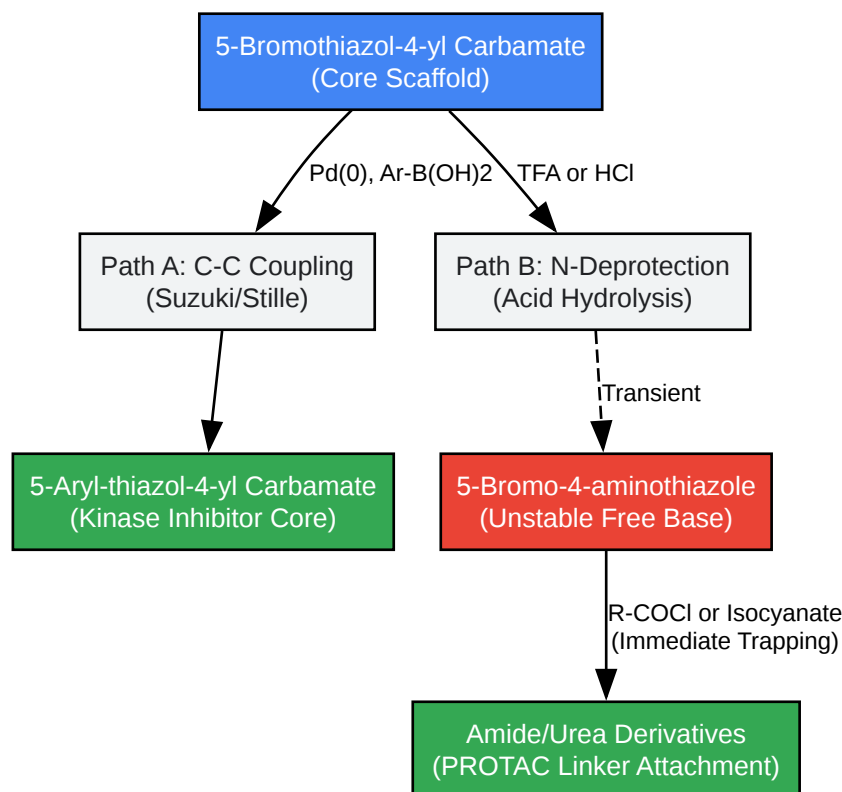 5-Bromothiazol-4-yl Carbamate
(Core Scaffold)
Pd(0), Ar-B(OH)2
TFA or HCl
Path A: C-C Coupling
(Suzuki/Stille)
Path B: N-Deprotection
(Acid Hydrolysis)
Transient
5-Aryl-thiazol-4-yl Carbamate
(Kinase Inhibitor Core)
5-Bromo-4-aminothiazole
(Unstable Free Base)
R-COCl or Isocyanate
(Immediate Trapping)
Amide/Urea Derivatives
(PROTAC Linker Attachment)